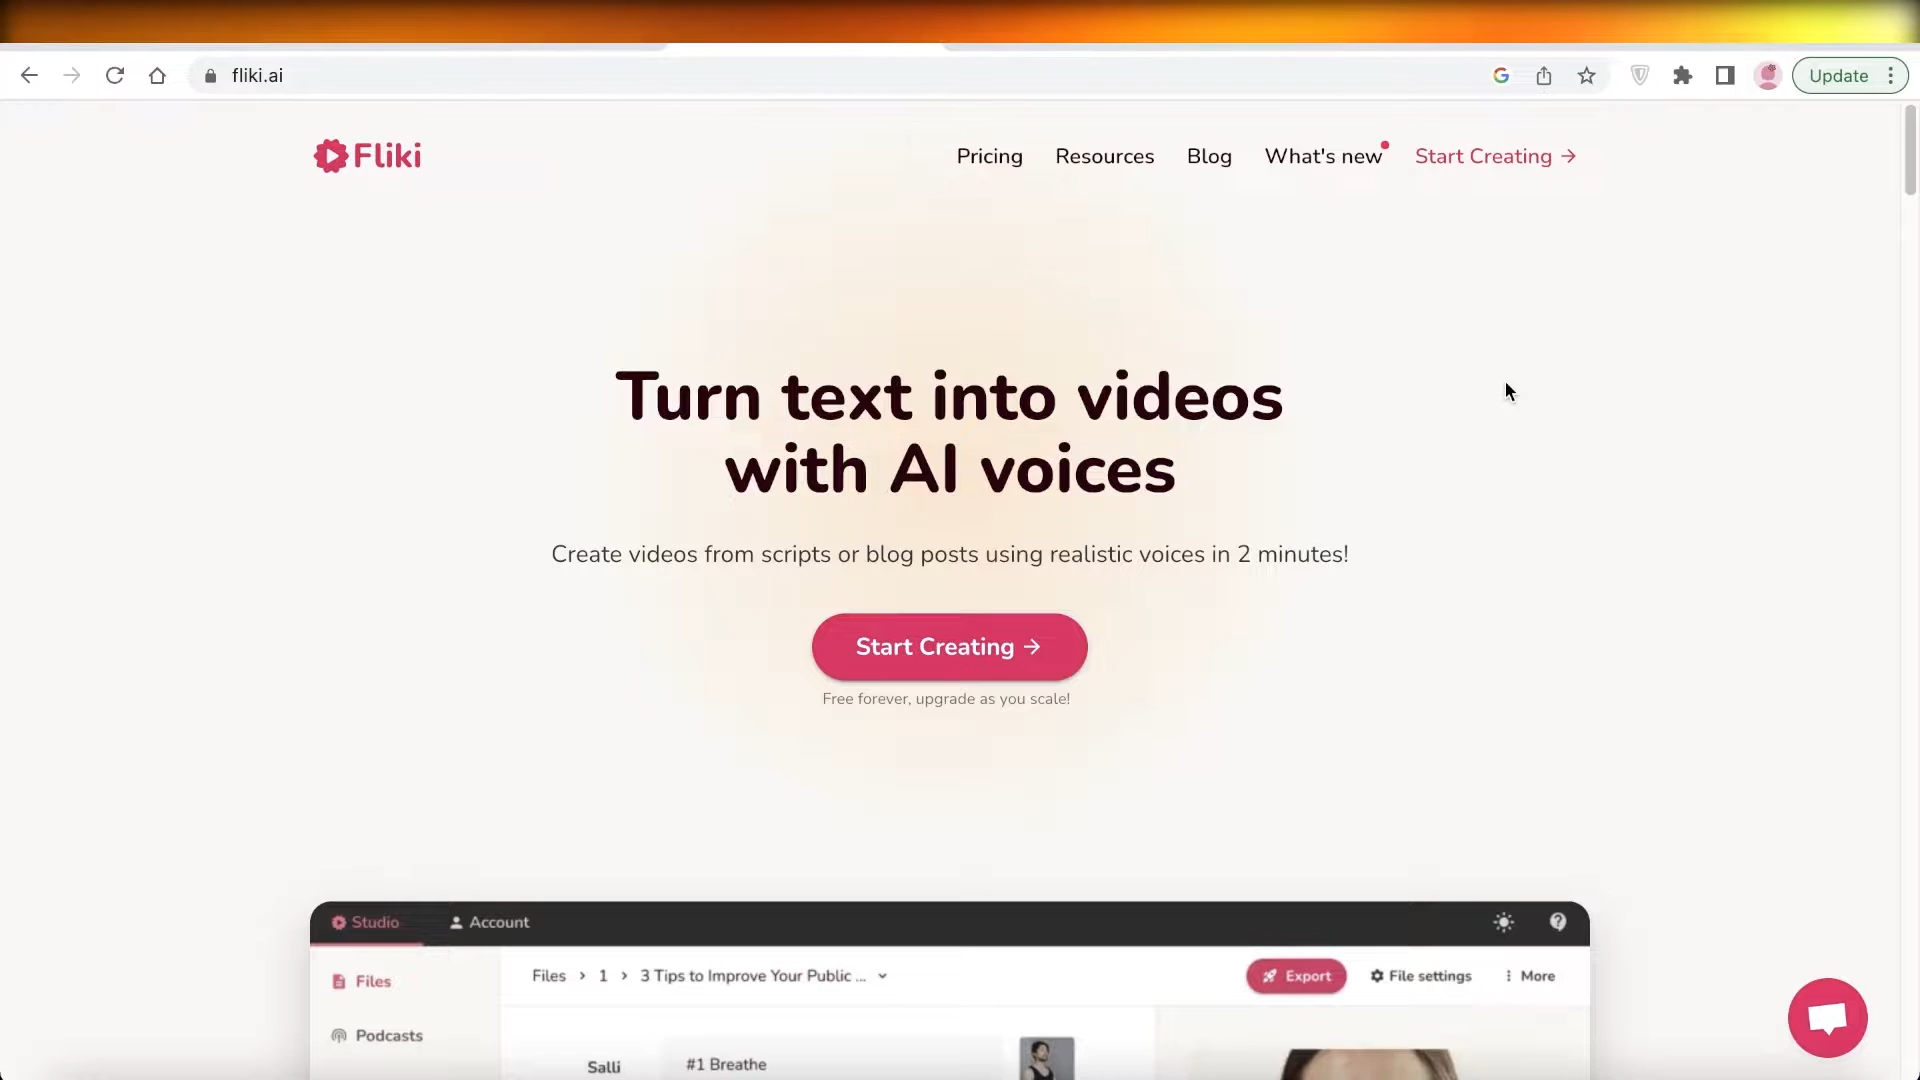 fliki.ai
Update
Fliki
Pricing
Resources
Blog
What's new
Start Creating →
Turn text into videos
with AI voices
Create videos from scripts or blog posts using realistic voices in 2 minutes!
Start Creating →
Free forever, upgrade as you scale!
Studio
Account
Files
Files > 1 > 3 Tips to Improve Your Public ...
Export
File settings
More
Podcasts
Salli
#1 Breathe